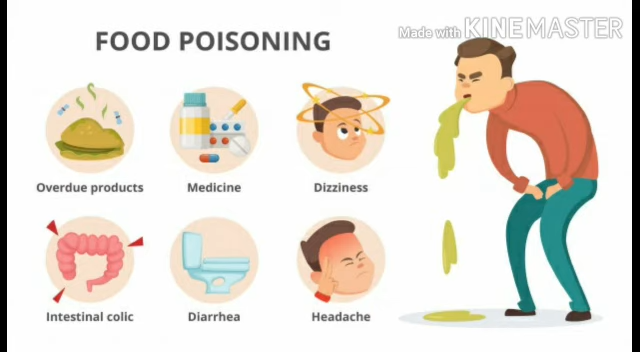 Made with KINEMASTER
FOOD POISONING
Overdue products
Medicine
Dizziness
Intestinal colic
Diarrhea
Headache